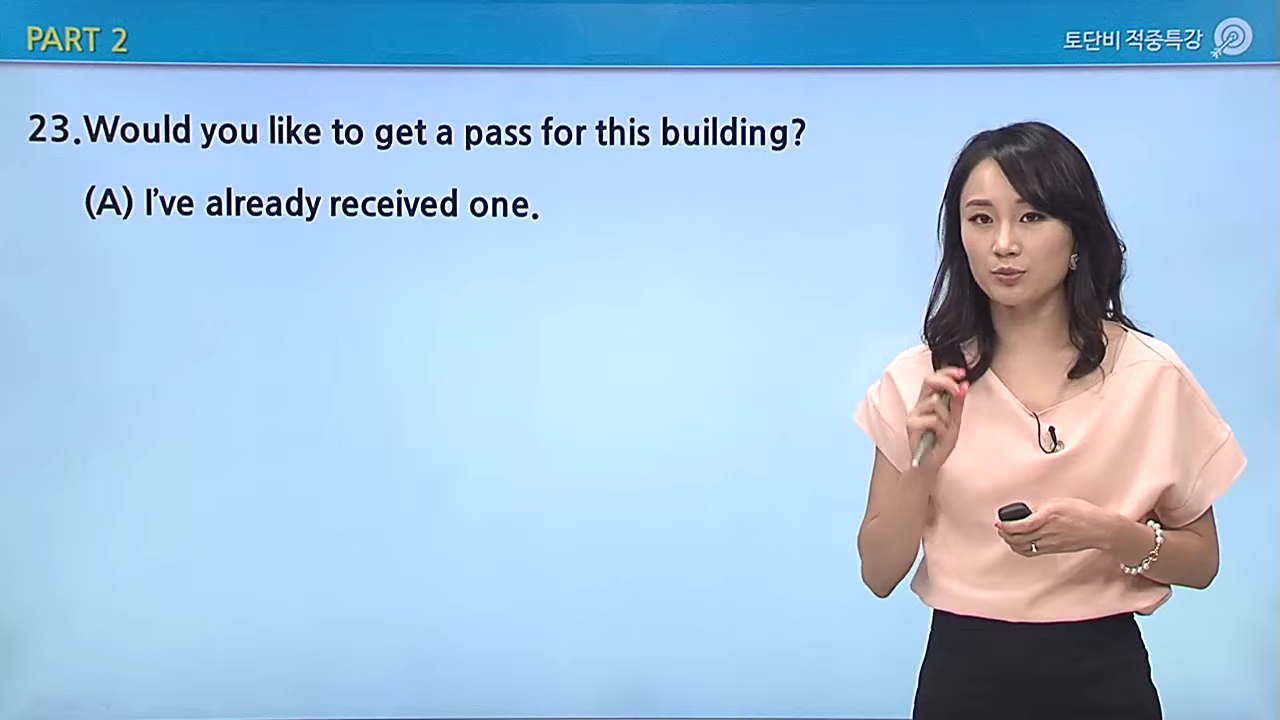 PART 2
토단비 적중특강
23.Would you like to get a pass for this building?
(A) I've already received one.